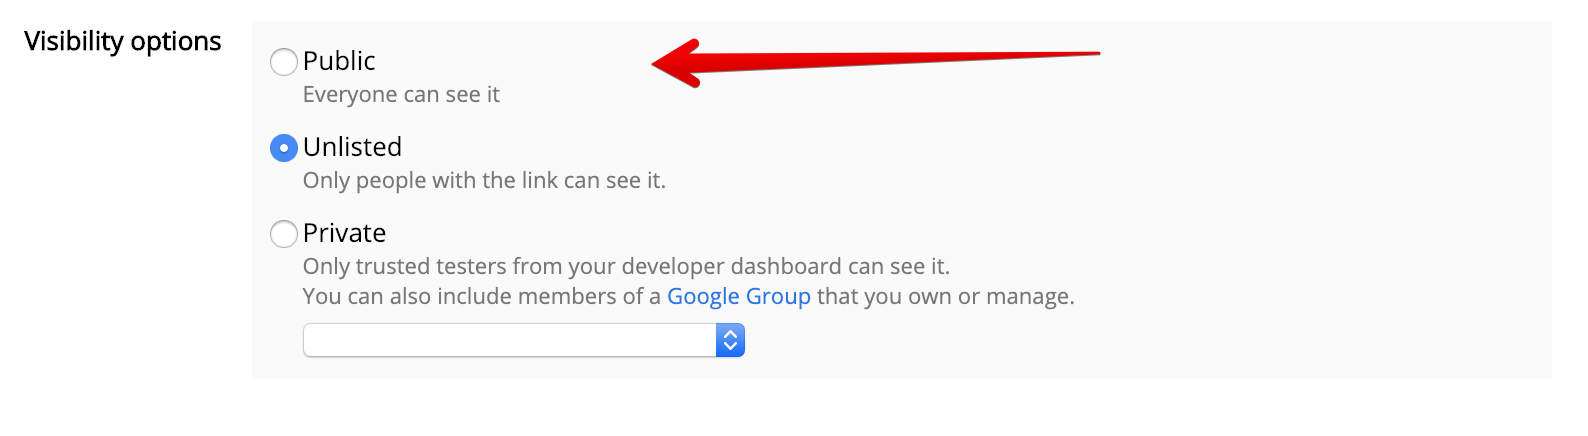 Visibility options
Public
Everyone can see it
Unlisted
Only people with the link can see it.
Private
Only trusted testers from your developer dashboard can see it.
You can also include members of a Google Group that you own or manage.